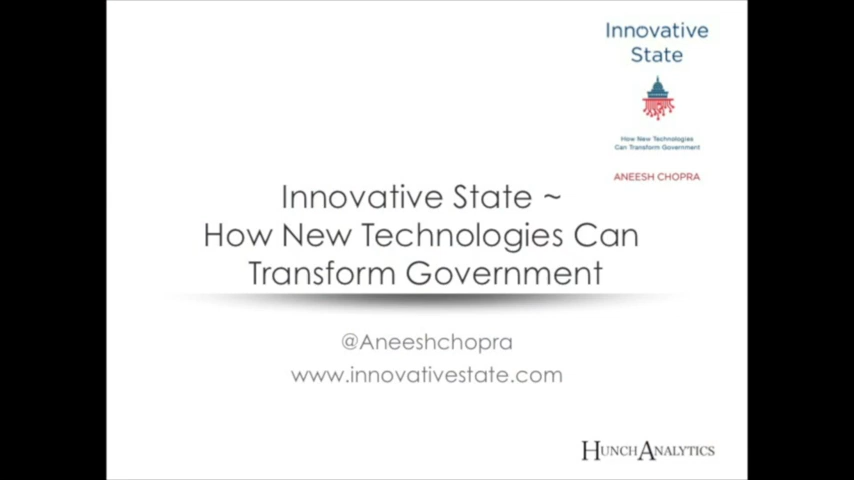 Innovative
State
How New Technologies
Can Transform Government
ANEESH CHOPRA
Innovative State ~
How New Technologies Can
Transform Government
@Aneeshchopra
www.innovativestate.com
HUNCHANALYTICS